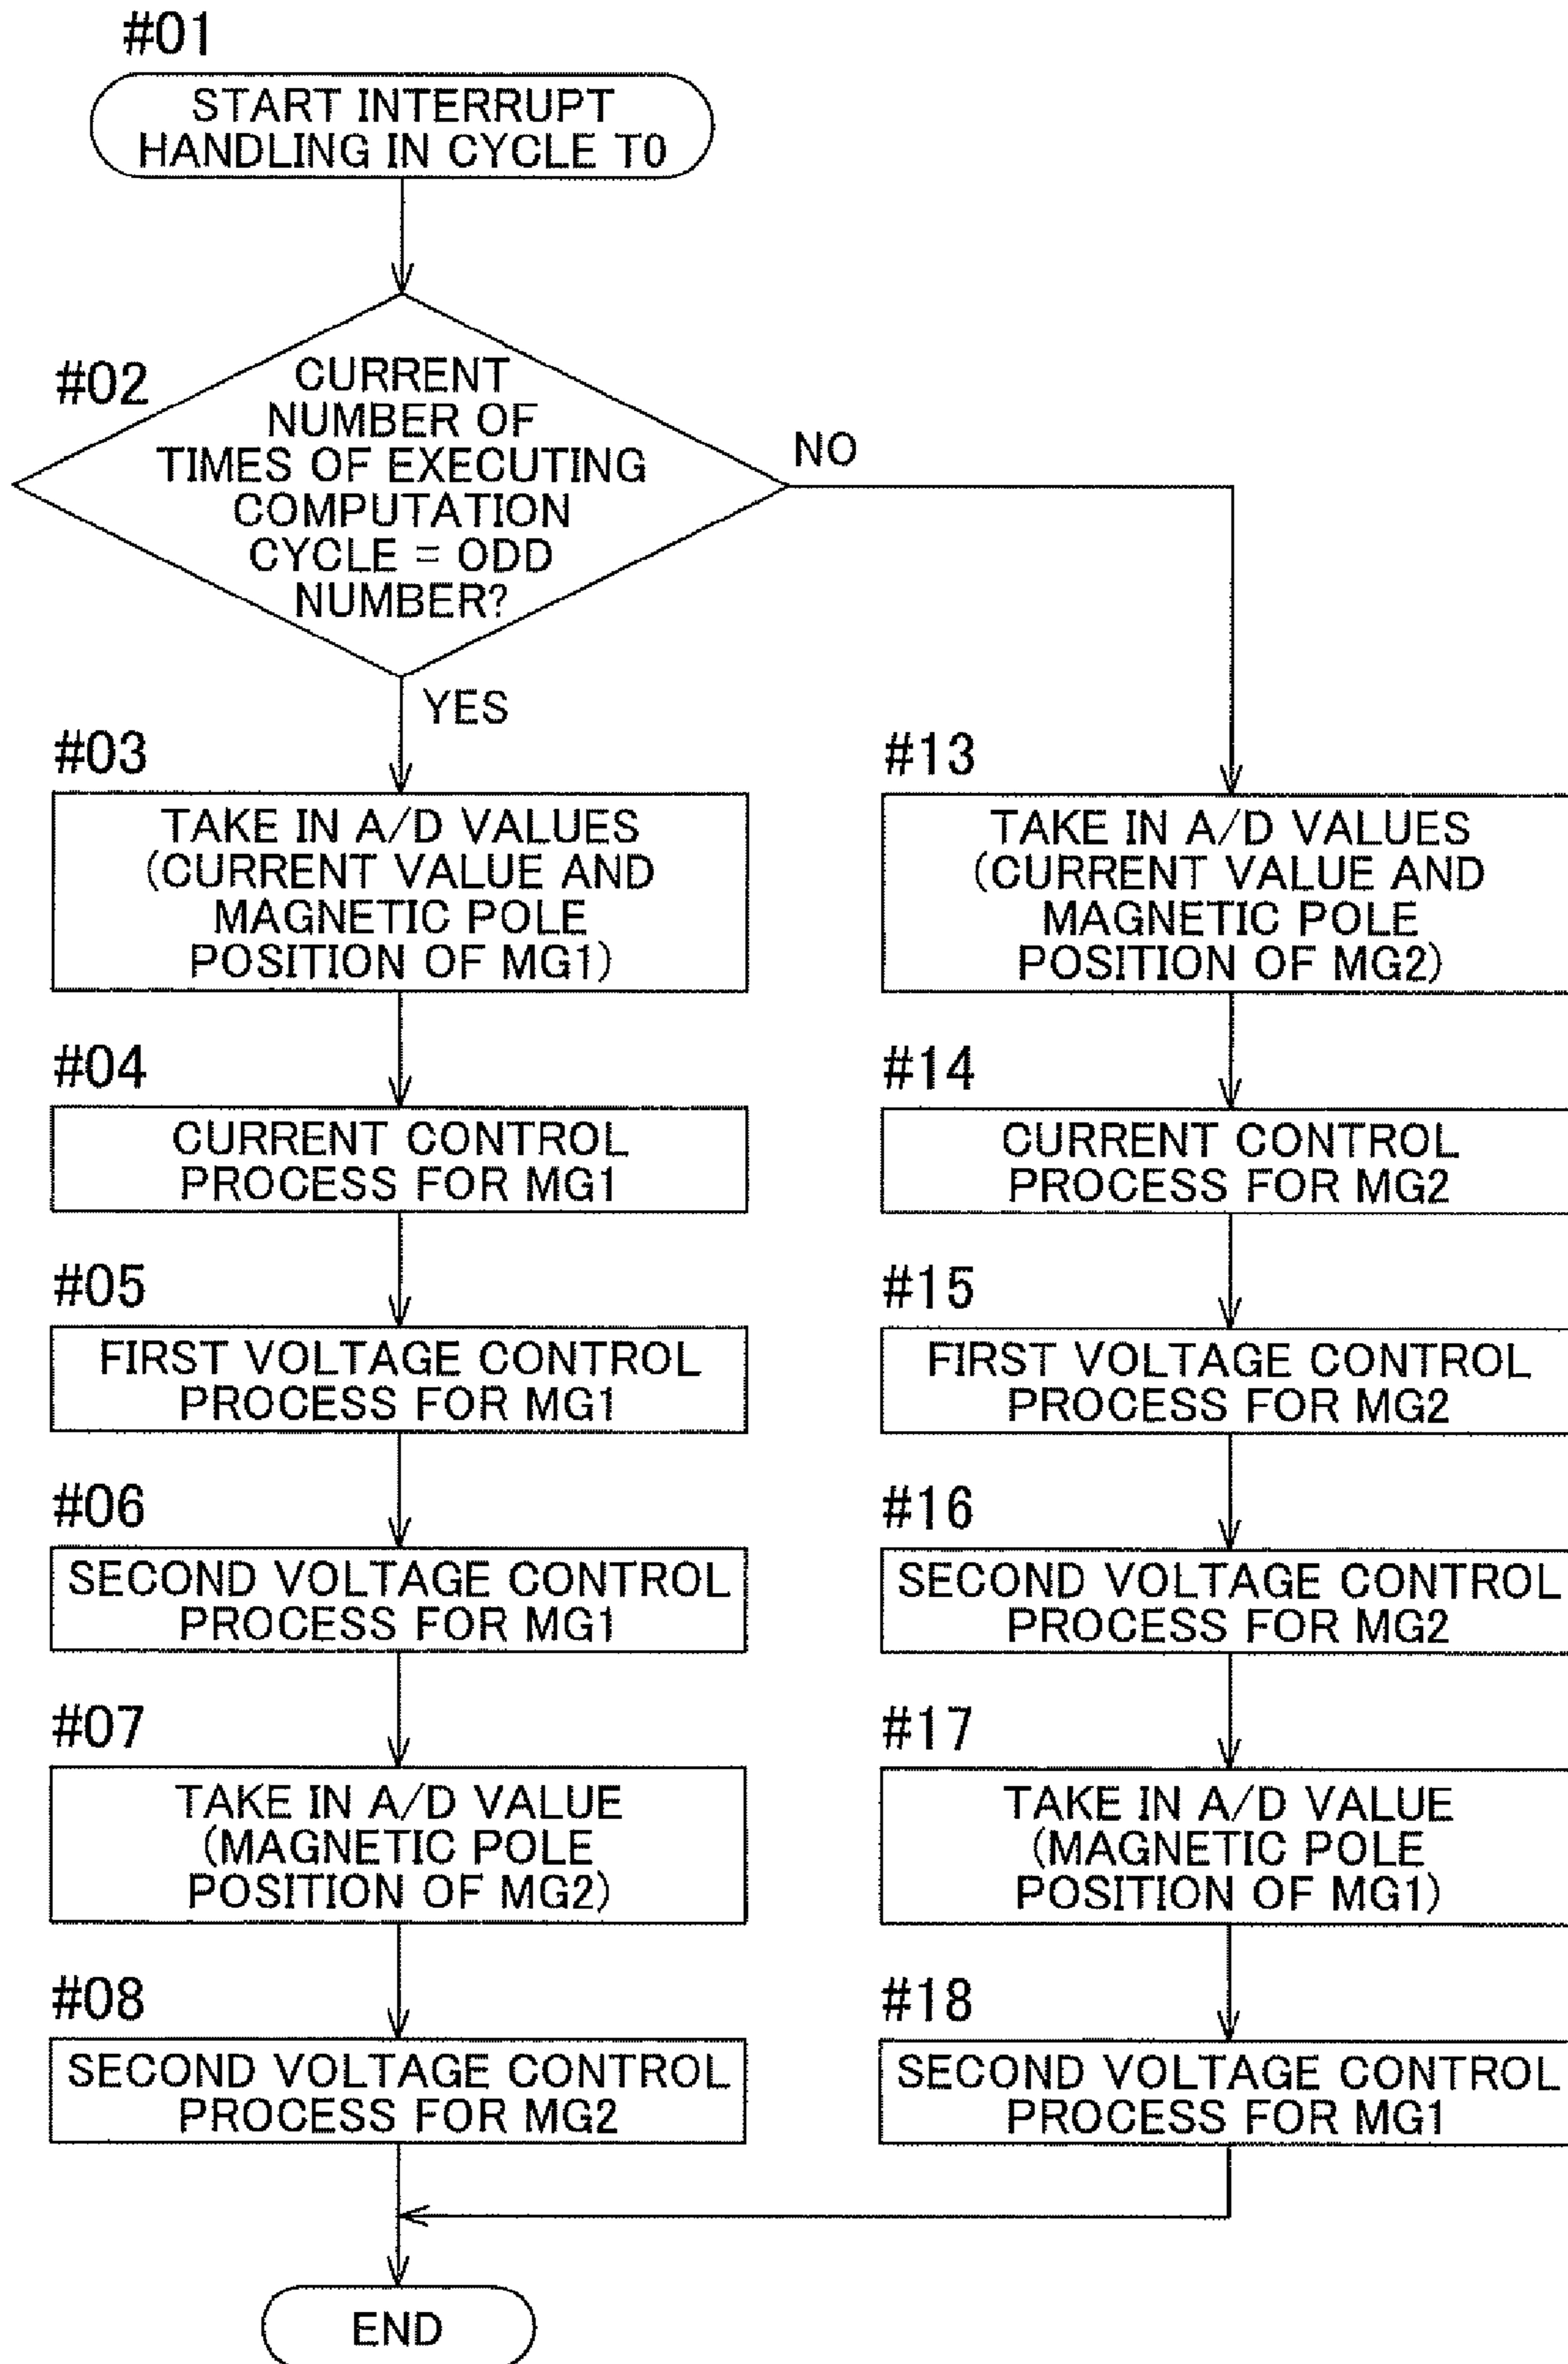 #01
START INTERRUPT
HANDLING IN CYCLE T0
#02
CURRENT
NUMBER OF
TIMES OF EXECUTING
COMPUTATION
CYCLE = ODD
NUMBER?
NO
YES
#03
TAKE IN A/D VALUES
(CURRENT VALUE AND
MAGNETIC POLE
POSITION OF MG1)
#04
CURRENT CONTROL
PROCESS FOR MG1
#05
FIRST VOLTAGE CONTROL
PROCESS FOR MG1
#06
SECOND VOLTAGE CONTROL
PROCESS FOR MG1
#07
TAKE IN A/D VALUE
(MAGNETIC POLE
POSITION OF MG2)
#08
SECOND VOLTAGE CONTROL
PROCESS FOR MG2
#13
TAKE IN A/D VALUES
(CURRENT VALUE AND
MAGNETIC POLE
POSITION OF MG2)
#14
CURRENT CONTROL
PROCESS FOR MG2
#15
FIRST VOLTAGE CONTROL
PROCESS FOR MG2
#16
SECOND VOLTAGE CONTROL
PROCESS FOR MG2
#17
TAKE IN A/D VALUE
(MAGNETIC POLE
POSITION OF MG1)
#18
SECOND VOLTAGE CONTROL
PROCESS FOR MG1
END